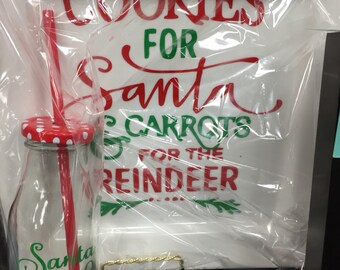 COOKIES
FOR
Santa
& CARROTS
FOR THE
REINDEER
Santa